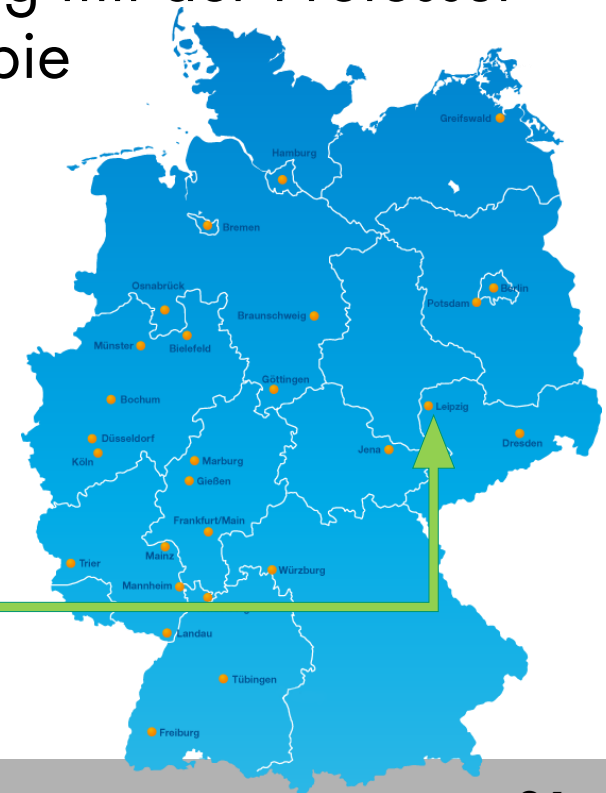 bie
Greifswald
Hamburg
Bremen
Osnabrück
Berlin
Potsdam
Braunschweig
Münster
Bielefeld
Göttingen
Bochum
Leipzig
Düsseldorf
Dresden
Jena
Köln
Marburg
Gießen
Frankfurt/Main
Mainz
Trier
Würzburg
Mannheim
Landau
Tübingen
Freiburg